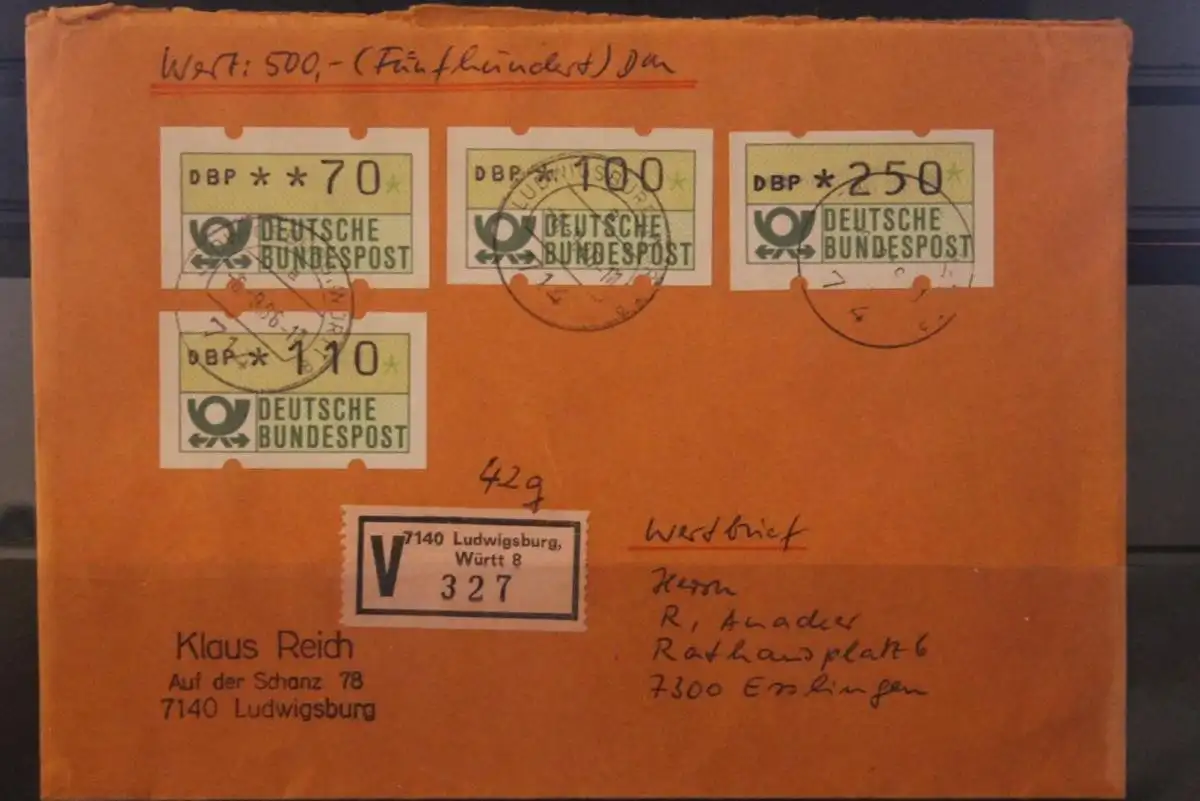 Wert: 500,- (Fünfhundert) DM
DBP **70*
DEUTSCHE
BUNDESPOST
DBP *100*
DEUTSCHE
BUNDESPOST
DBP *250*
DEUTSCHE
BUNDESPOST
DBP *110*
DEUTSCHE
BUNDESPOST
LUDWIGSBURG
42g
V
7140 Ludwigsburg,
Württ 8
327
Wertbrief
Herrn
R. Anacker
Rathausplatz 6
7300 Esslingen
Klaus Reich
Auf der Schanz 78
7140 Ludwigsburg